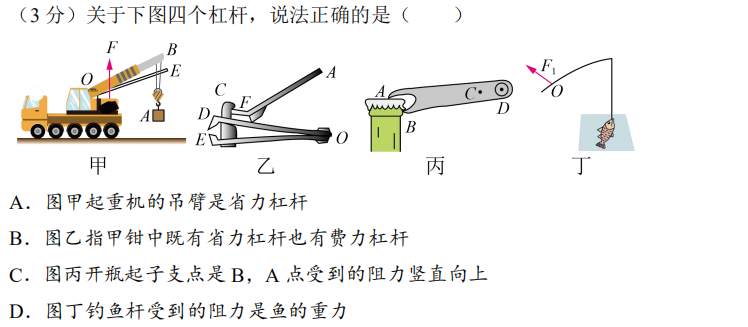 （3 分）关于下图四个杠杆，说法正确的是（　　）
F B E O A
A C F D B E O
A C D B
F₁ O
甲 乙 丙 丁
A．图甲起重机的吊臂是省力杠杆
B．图乙指甲钳中既有省力杠杆也有费力杠杆
C．图丙开瓶起子支点是 B，A 点受到的阻力竖直向上
D．图丁钓鱼杆受到的阻力是鱼的重力